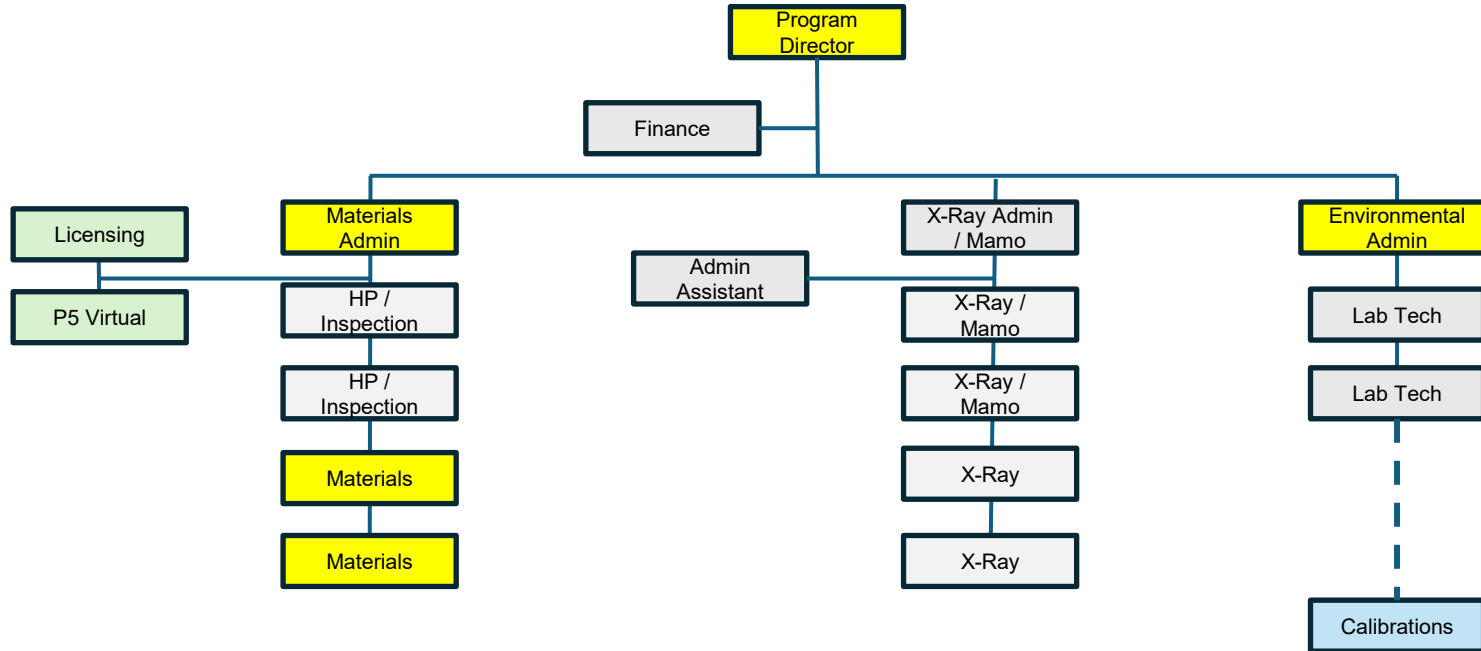 Program
Director
Finance
Licensing
Materials
Admin
X-Ray Admin
/ Mamo
Environmental
Admin
Admin
Assistant
P5 Virtual
HP /
Inspection
X-Ray /
Mamo
Lab Tech
HP /
Inspection
X-Ray /
Mamo
Lab Tech
Materials
X-Ray
Materials
X-Ray
Calibrations